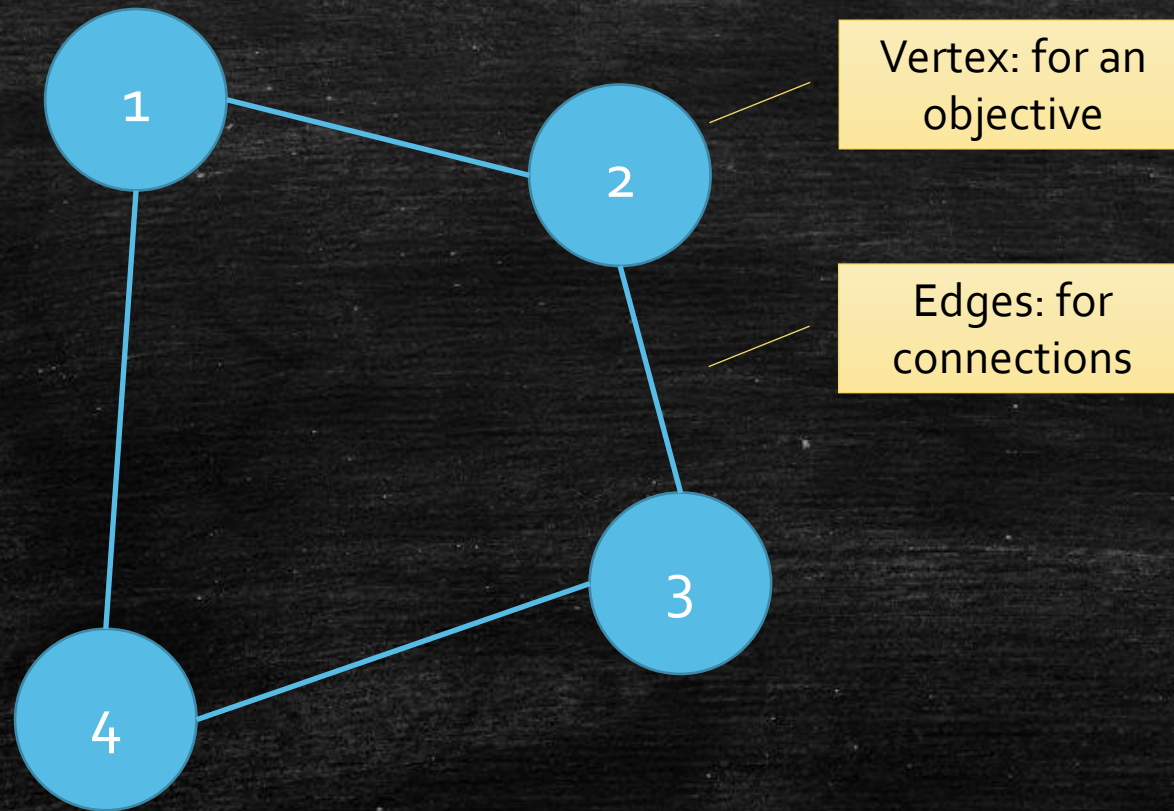 1
2
Vertex: for an
objective
Edges: for
connections
3
4